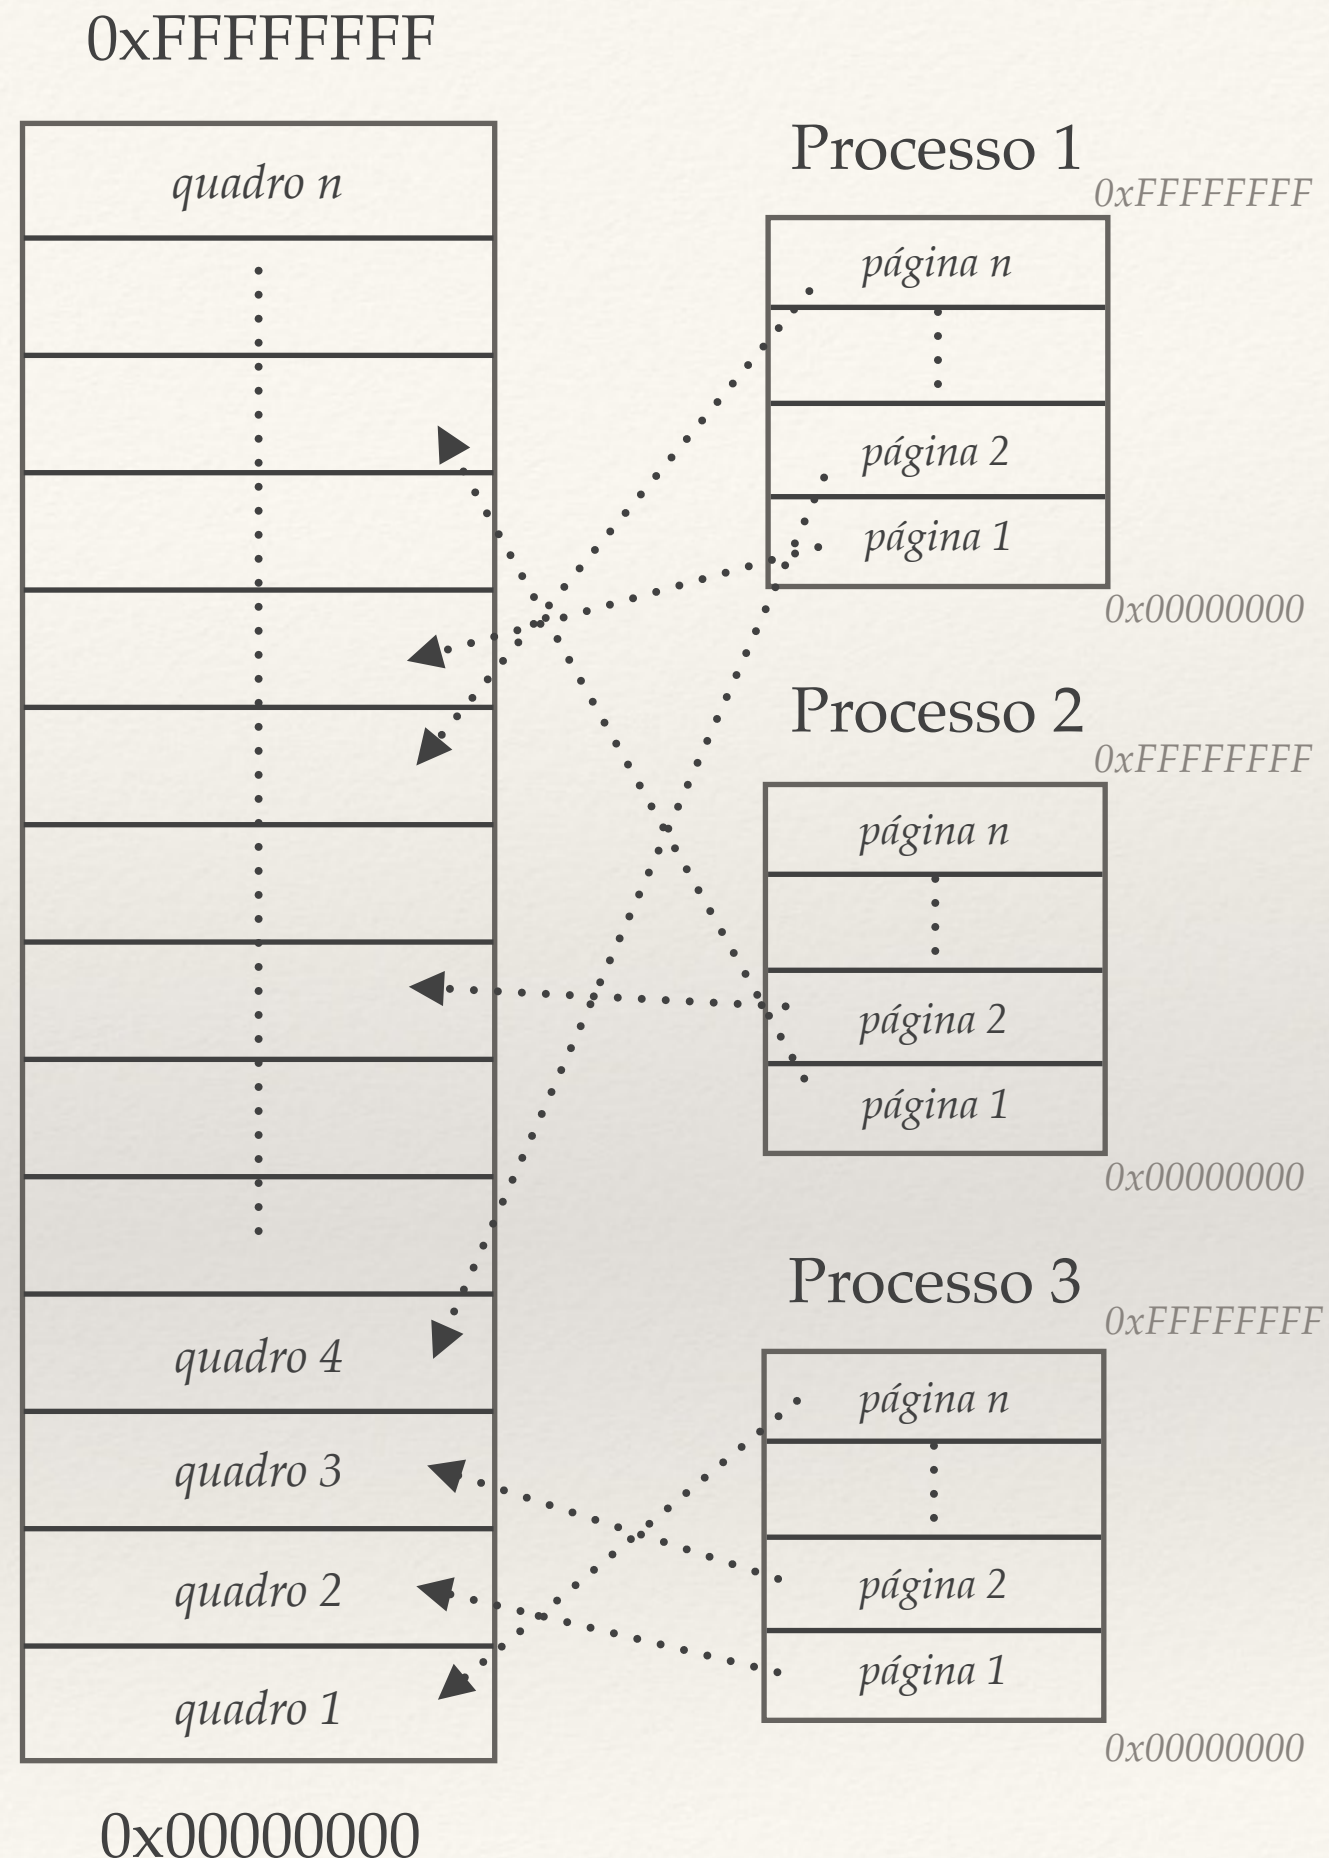 0xFFFFFFFF
quadro n
quadro 4
quadro 3
quadro 2
quadro 1
0x00000000
Processo 1
0xFFFFFFFF
página n
página 2
página 1
0x00000000
Processo 2
0xFFFFFFFF
página n
página 2
página 1
0x00000000
Processo 3
0xFFFFFFFF
página n
página 2
página 1
0x00000000